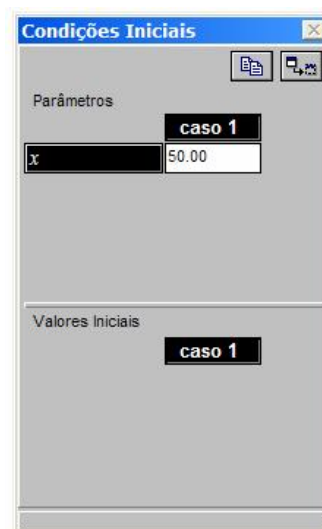 Condições Iniciais
Parâmetros
caso 1
x 50.00
Valores Iniciais
caso 1